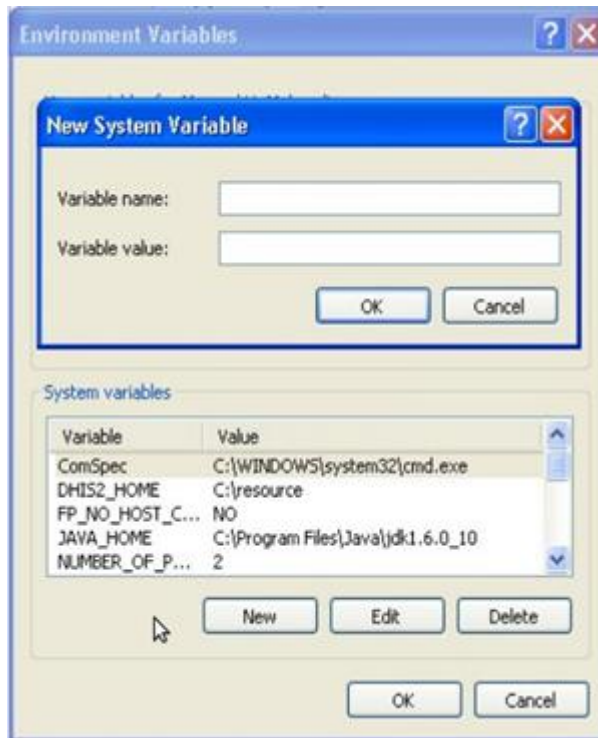 Environment Variables
New System Variable
Variable name:
Variable value:
OK Cancel
System variables
Variable Value
ComSpec C:\WINDOWS\system32\cmd.exe
DHIS2_HOME C:\resource
FP_NO_HOST_C... NO
JAVA_HOME C:\Program Files\Java\jdk1.6.0_10
NUMBER_OF_P... 2
New Edit Delete
OK Cancel